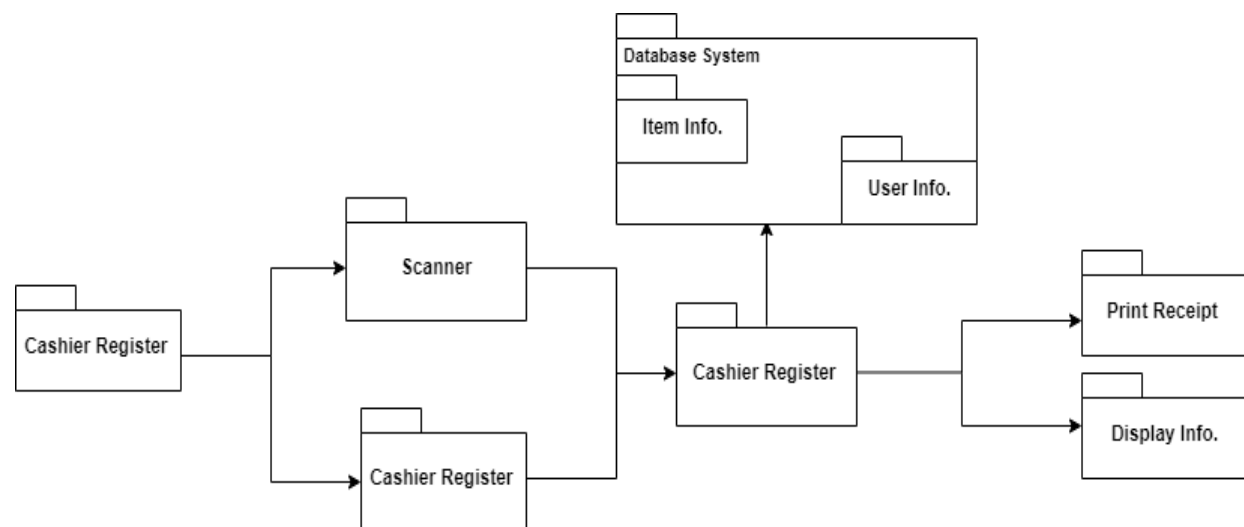 Database System
Item Info.
User Info.
Scanner
Cashier Register
Cashier Register
Cashier Register
Print Receipt
Display Info.